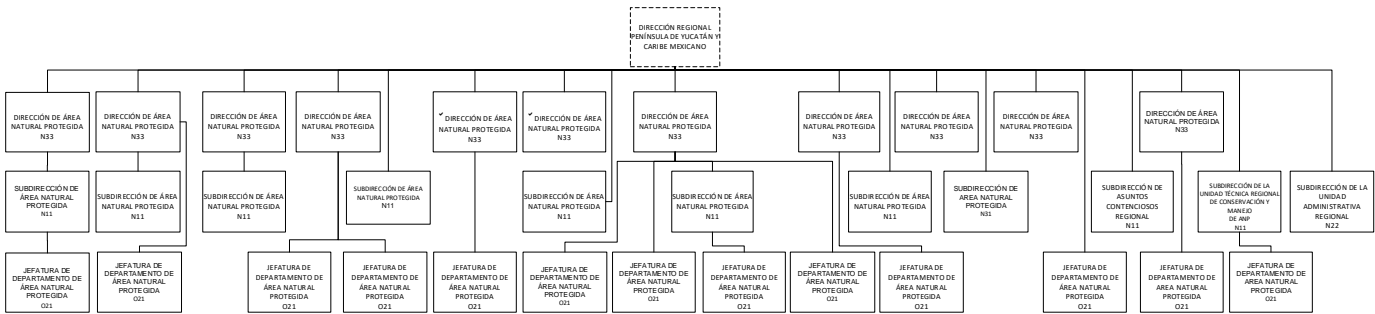 DIRECCIÓN REGIONAL
PENÍNSULA DE YUCATÁN Y
CARIBE MEXICANO
DIRECCIÓN DE ÁREA
NATURAL PROTEGIDA
N33
DIRECCIÓN DE ÁREA
NATURAL PROTEGIDA
N33
DIRECCIÓN DE ÁREA
NATURAL PROTEGIDA
N33
DIRECCIÓN DE ÁREA
NATURAL PROTEGIDA
N33
DIRECCIÓN DE ÁREA
NATURAL PROTEGIDA
N33
DIRECCIÓN DE ÁREA
NATURAL PROTEGIDA
N33
DIRECCIÓN DE ÁREA
NATURAL PROTEGIDA
N33
DIRECCIÓN DE ÁREA
NATURAL PROTEGIDA
N33
DIRECCIÓN DE ÁREA
NATURAL PROTEGIDA
N33
DIRECCIÓN DE ÁREA
NATURAL PROTEGIDA
N33
DIRECCIÓN DE ÁREA
NATURAL PROTEGIDA
N33
SUBDIRECCIÓN DE
ÁREA NATURAL
PROTEGIDA
N11
SUBDIRECCIÓN DE ÁREA
NATURAL PROTEGIDA
N11
SUBDIRECCIÓN DE ÁREA
NATURAL PROTEGIDA
N11
SUBDIRECCIÓN DE ÁREA
NATURAL PROTEGIDA
N11
SUBDIRECCIÓN DE ÁREA
NATURAL PROTEGIDA
N11
SUBDIRECCIÓN DE ÁREA
NATURAL PROTEGIDA
N11
SUBDIRECCIÓN DE ÁREA
NATURAL PROTEGIDA
N11
SUBDIRECCIÓN DE
AREA NATURAL
PROTEGIDA
N31
SUBDIRECCIÓN DE
ASUNTOS
CONTENCIOSOS
REGIONAL
N11
SUBDIRECCIÓN DE LA
UNIDAD TÉCNICA REGIONAL
DE CONSERVACIÓN Y
MANEJO
DE ANP
N11
SUBDIRECCIÓN DE LA
UNIDAD
ADMINISTRATIVA
REGIONAL
N22
JEFATURA DE
DEPARTAMENTO DE
ÁREA NATURAL
PROTEGIDA
O21
JEFATURA DE
DEPARTAMENTO DE
ÁREA NATURAL
PROTEGIDA
O21
JEFATURA DE
DEPARTAMENTO DE
ÁREA NATURAL
PROTEGIDA
O21
JEFATURA DE
DEPARTAMENTO DE
ÁREA NATURAL
PROTEGIDA
O21
JEFATURA DE
DEPARTAMENTO DE
ÁREA NATURAL
PROTEGIDA
O21
JEFATURA DE
DEPARTAMENTO DE
ÁREA NATURAL
PROTEGIDA
O21
JEFATURA DE
DEPARTAMENTO DE
ÁREA NATURAL
PROTEGIDA
O21
JEFATURA DE
DEPARTAMENTO DE
ÁREA NATURAL
PROTEGIDA
O21
JEFATURA DE
DEPARTAMENTO DE
ÁREA NATURAL
PROTEGIDA
O21
JEFATURA DE
DEPARTAMENTO DE
ÁREA NATURAL
PROTEGIDA
O21
JEFATURA DE
DEPARTAMENTO DE
ÁREA NATURAL
PROTEGIDA
O21
JEFATURA DE
DEPARTAMENTO DE
ÁREA NATURAL
PROTEGIDA
O21
JEFATURA DE
DEPARTAMENTO DE
ÁREA NATURAL
PROTEGIDA
O21